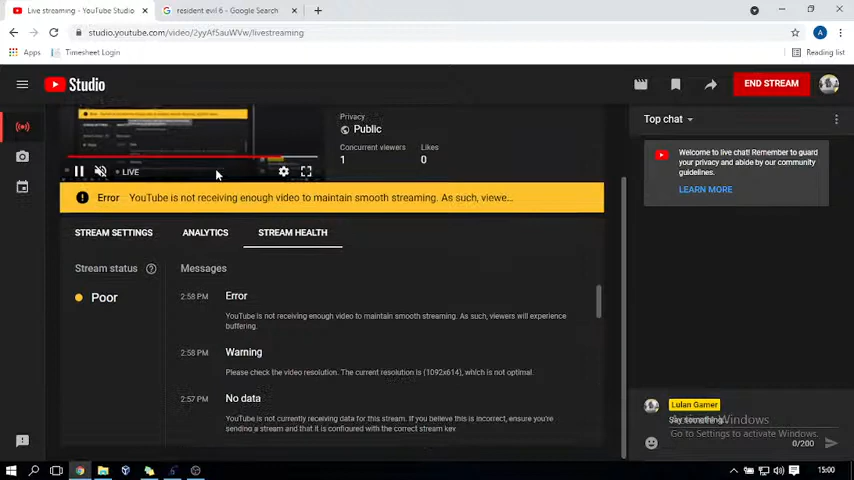 Live streaming - YouTube Studio
resident evil 6 - Google Search
studio.youtube.com/video/2yyAf5auWVw/livestreaming
A
Apps
Timesheet Login
Reading list
Studio
END STREAM
Privacy
Public
Concurrent viewers
Likes
1
0
LIVE
Error YouTube is not receiving enough video to maintain smooth streaming. As such, viewe...
STREAM SETTINGS
ANALYTICS
STREAM HEALTH
Stream status
Poor
Messages
2:58 PM
Error
YouTube is not receiving enough video to maintain smooth streaming. As such, viewers will experience
buffering.
2:58 PM
Warning
Please check the video resolution. The current resolution is (1092x614), which is not optimal.
2:57 PM
No data
YouTube is not currently receiving data for this stream. If you believe this is incorrect, ensure you're
sending a stream and that it is configured with the correct stream key
Top chat
Welcome to live chat! Remember to guard
your privacy and abide by our community
guidelines.
LEARN MORE
Lulan Gamer
Say something...
Activate Windows
Go to Settings to activate Windows.
0/200
15:00